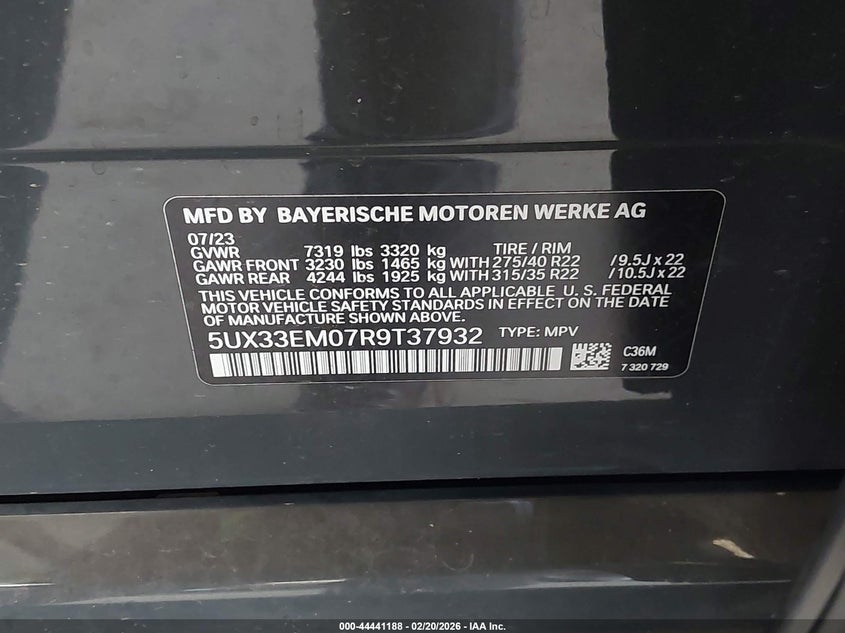 MFD BY BAYERISCHE MOTOREN WERKE AG
07/23
GVWR 7319 lbs 3320 kg TIRE / RIM
GAWR FRONT 3230 lbs 1465 kg WITH 275/40 R22 / 9.5J x 22
GAWR REAR 4244 lbs 1925 kg WITH 315/35 R22 / 10.5J x 22
THIS VEHICLE CONFORMS TO ALL APPLICABLE U. S. FEDERAL
MOTOR VEHICLE SAFETY STANDARDS IN EFFECT ON THE DATE
OF MANUFACTURE SHOWN ABOVE.
5UX33EM07R9T37932 TYPE: MPV
C36M
7 320 729
000-44441188 - 02/20/2026 - IAA Inc.